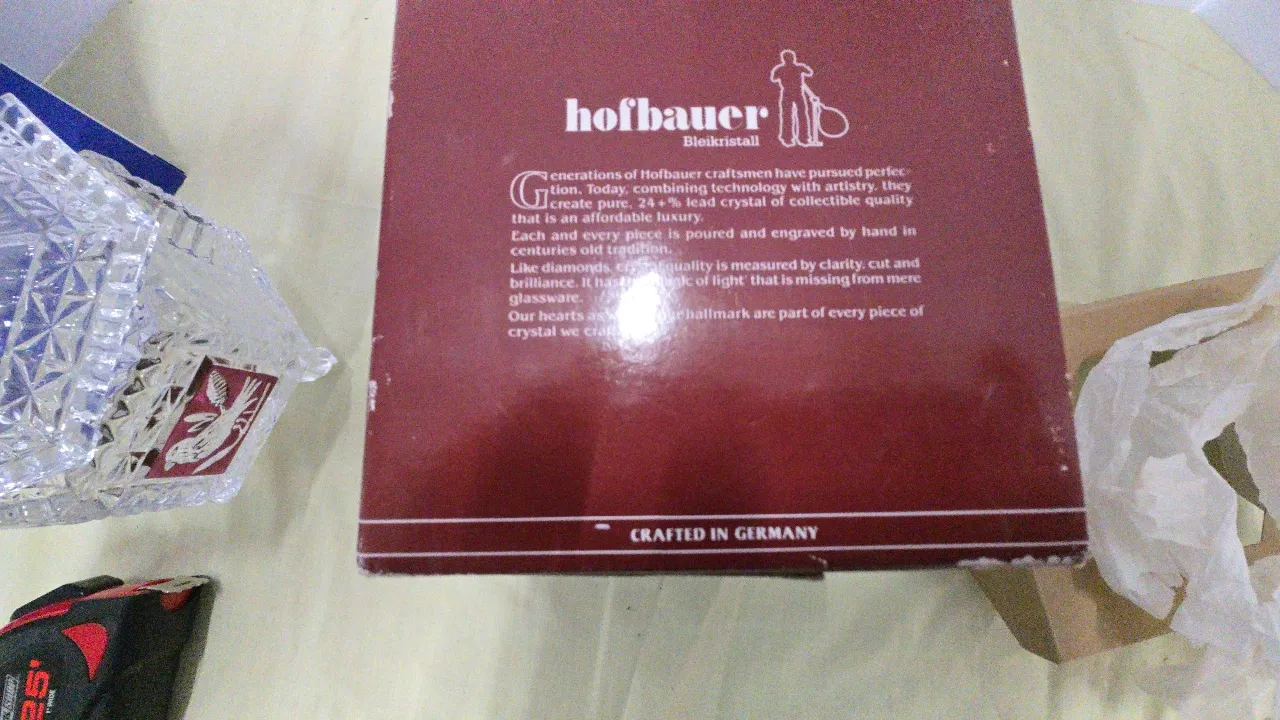 hofbauer
Bleikristall
Generations of Hofbauer craftsmen have pursued perfec-
tion. Today, combining technology with artistry, they
create pure, 24+% lead crystal of collectible quality
that is an affordable luxury.
Each and every piece is poured and engraved by hand in
centuries old tradition.
Like diamonds, crystal quality is measured by clarity, cut and
brilliance. It has of light' that is missing from mere
glassware.
Our hearts as hallmark are part of every piece of
crystal we
CRAFTED IN GERMANY
25'